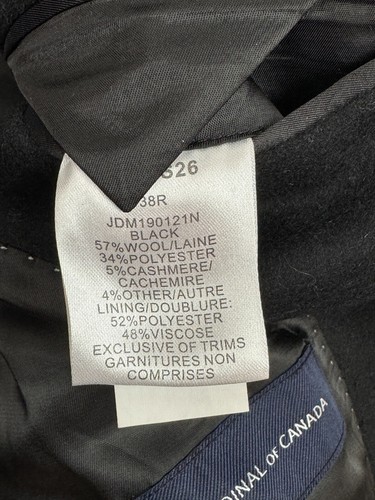 S26
38R
JDM190121N
BLACK
57%WOOL/LAINE
34%POLYESTER
5%CASHMERE/
CACHEMIRE
4%OTHER/AUTRE
LINING/DOUBLURE:
52%POLYESTER
48%VISCOSE
EXCLUSIVE OF TRIMS
GARNITURES NON
COMPRISES
DINAL OF CANADA